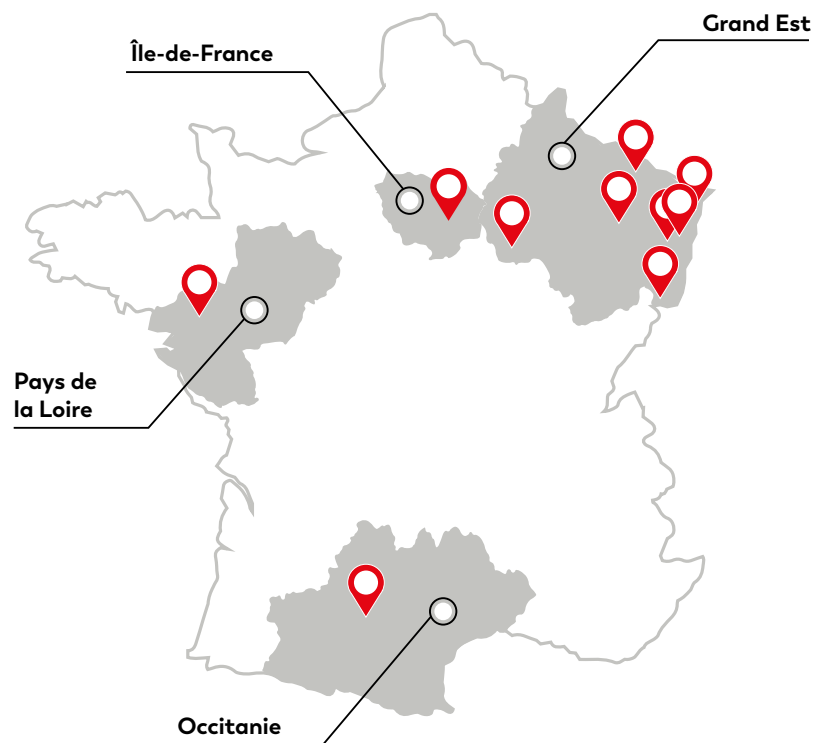 Grand Est
Île-de-France
Pays de
la Loire
Occitanie